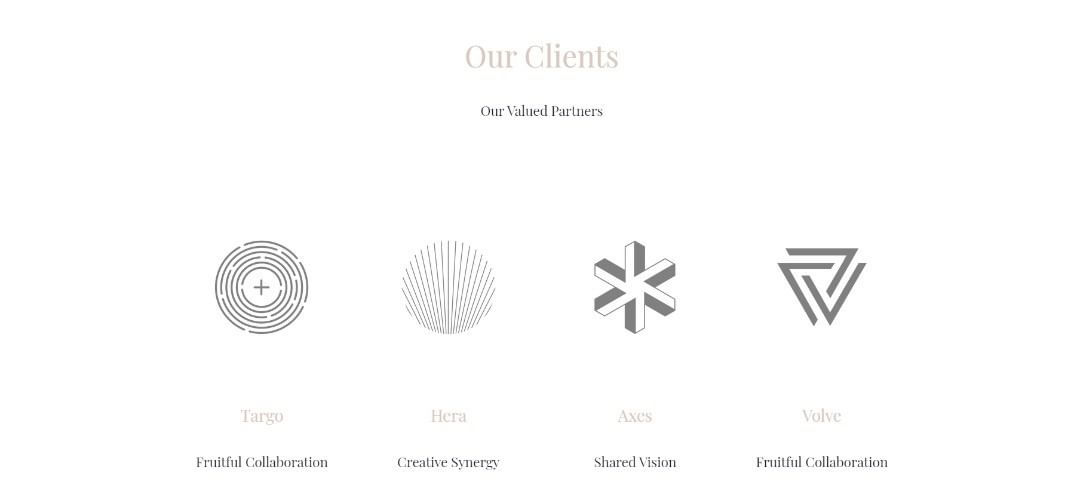 Our Clients
Our Valued Partners
Targo
Hera
Axes
Volve
Fruitful Collaboration
Creative Synergy
Shared Vision
Fruitful Collaboration